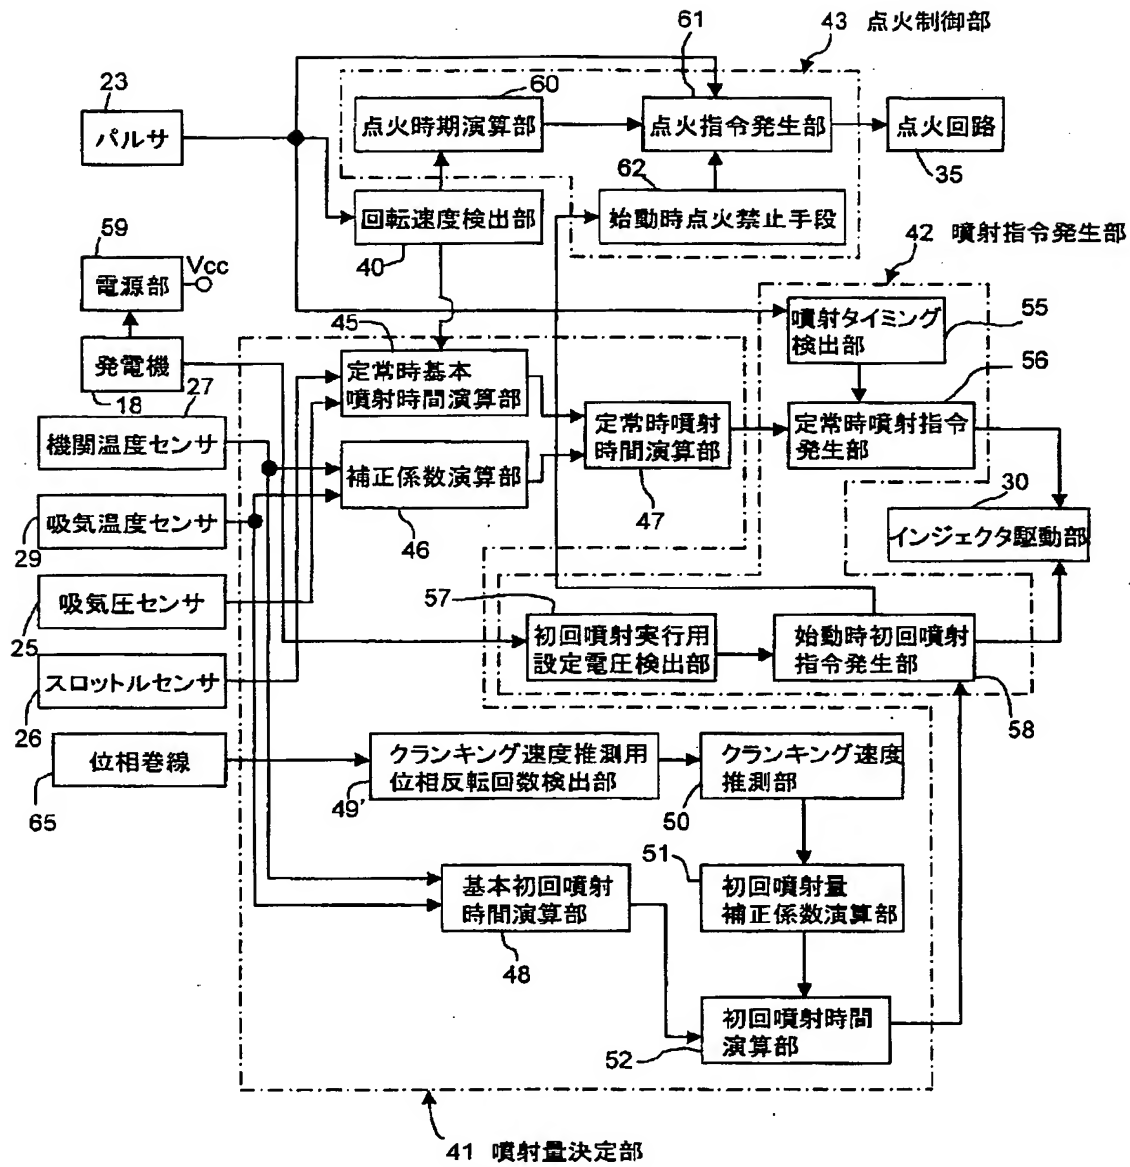 61
43 点火制御部
23
60
パルサ
点火時期演算部
点火指令発生部
点火回路
62
35
回転速度検出部
始動時点火禁止手段
59
40
42 噴射指令発生部
Vcc
電源部
45
噴射タイミング
検出部
55
発電機
定常時基本
噴射時間演算部
56
18
27
定常時噴射
時間演算部
定常時噴射指令
発生部
機関温度センサ
補正係数演算部
30
47
吸気温度センサ
46
インジェクタ駆動部
29
57
吸気圧センサ
初回噴射実行用
設定電圧検出部
始動時初回噴射
指令発生部
25
スロットルセンサ
58
26
位相巻線
クランキング速度推測用
位相反転回数検出部
クランキング速度
推測部
49'
50
65
51
基本初回噴射
時間演算部
初回噴射量
補正係数演算部
48
初回噴射時間
演算部
52
41 噴射量決定部